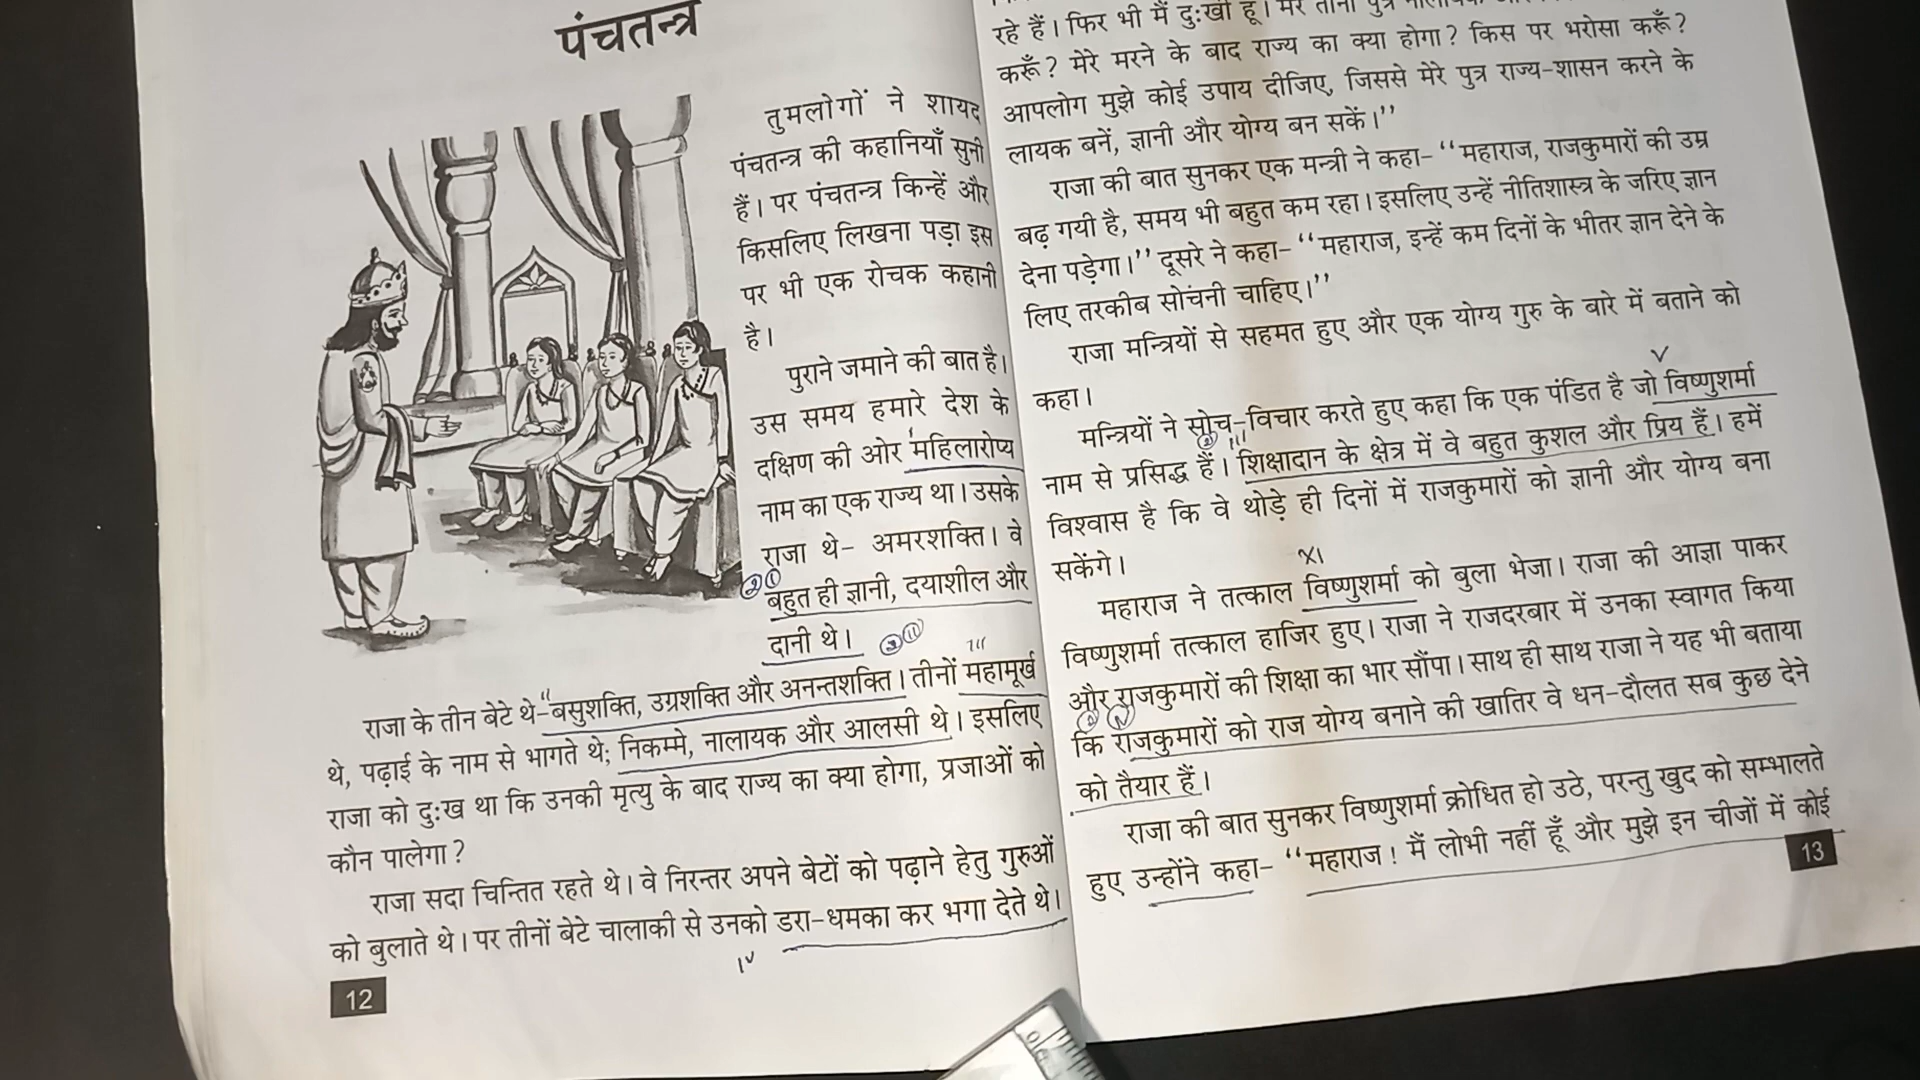 पंचतन्त्र
तुमलोगों ने शायद
पंचतन्त्र की कहानियाँ सुनी
हैं। पर पंचतन्त्र किन्हें और
किसलिए लिखना पड़ा इस
पर भी एक रोचक कहानी
है।
पुराने जमाने की बात है।
उस समय हमारे देश के
दक्षिण की ओर महिलारोप्य
नाम का एक राज्य था। उसके
राजा थे- अमरशक्ति। वे
बहुत ही ज्ञानी, दयाशील और
दानी थे।
राजा के तीन बेटे थे-बसुशक्ति, उग्रशक्ति और अनन्तशक्ति। तीनों महामूर्ख
थे, पढ़ाई के नाम से भागते थे; निकम्मे, नालायक और आलसी थे। इसलिए
राजा को दुःख था कि उनकी मृत्यु के बाद राज्य का क्या होगा, प्रजाओं को
कौन पालेगा?
राजा सदा चिन्तित रहते थे। वे निरन्तर अपने बेटों को पढ़ाने हेतु गुरुओं
को बुलाते थे। पर तीनों बेटे चालाकी से उनको डरा-धमका कर भगा देते थे।
12
रहे हैं। फिर भी मैं दुःखी हूँ। मेरे तीनों पुत्र
करूँ? मेरे मरने के बाद राज्य का क्या होगा? किस पर भरोसा करूँ?
आपलोग मुझे कोई उपाय दीजिए, जिससे मेरे पुत्र राज्य-शासन करने के
लायक बनें, ज्ञानी और योग्य बन सकें।''
राजा की बात सुनकर एक मन्त्री ने कहा- ''महाराज, राजकुमारों की उम्र
बढ़ गयी है, समय भी बहुत कम रहा। इसलिए उन्हें नीतिशास्त्र के जरिए ज्ञान
देना पड़ेगा।'' दूसरे ने कहा- ''महाराज, इन्हें कम दिनों के भीतर ज्ञान देने के
लिए तरकीब सोचनी चाहिए।''
राजा मन्त्रियों से सहमत हुए और एक योग्य गुरु के बारे में बताने को
कहा।
मन्त्रियों ने सोच-विचार करते हुए कहा कि एक पंडित है जो विष्णुशर्मा
नाम से प्रसिद्ध हैं। शिक्षादान के क्षेत्र में वे बहुत कुशल और प्रिय हैं। हमें
विश्वास है कि वे थोड़े ही दिनों में राजकुमारों को ज्ञानी और योग्य बना
सकेंगे।
महाराज ने तत्काल विष्णुशर्मा को बुला भेजा। राजा की आज्ञा पाकर
विष्णुशर्मा तत्काल हाजिर हुए। राजा ने राजदरबार में उनका स्वागत किया
और राजकुमारों की शिक्षा का भार सौंपा। साथ ही साथ राजा ने यह भी बताया
कि राजकुमारों को राज योग्य बनाने की खातिर वे धन-दौलत सब कुछ देने
को तैयार हैं।
राजा की बात सुनकर विष्णुशर्मा क्रोधित हो उठे, परन्तु खुद को सम्भालते
हुए उन्होंने कहा- ''महाराज! मैं लोभी नहीं हूँ और मुझे इन चीजों में कोई
13